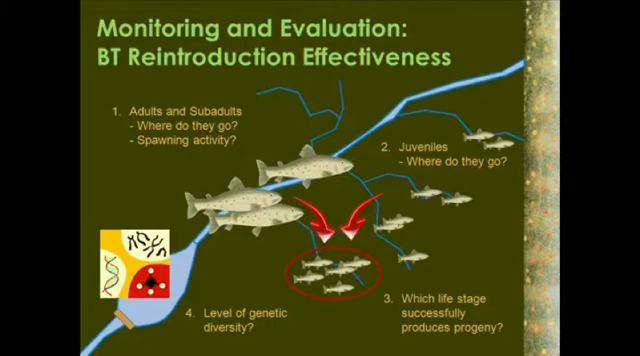 Monitoring and Evaluation:
BT Reintroduction Effectiveness
1. Adults and Subadults
- Where do they go?
- Spawning activity?
2. Juveniles
- Where do they go?
3. Which life stage
successfully
produces progeny?
4. Level of genetic
diversity?